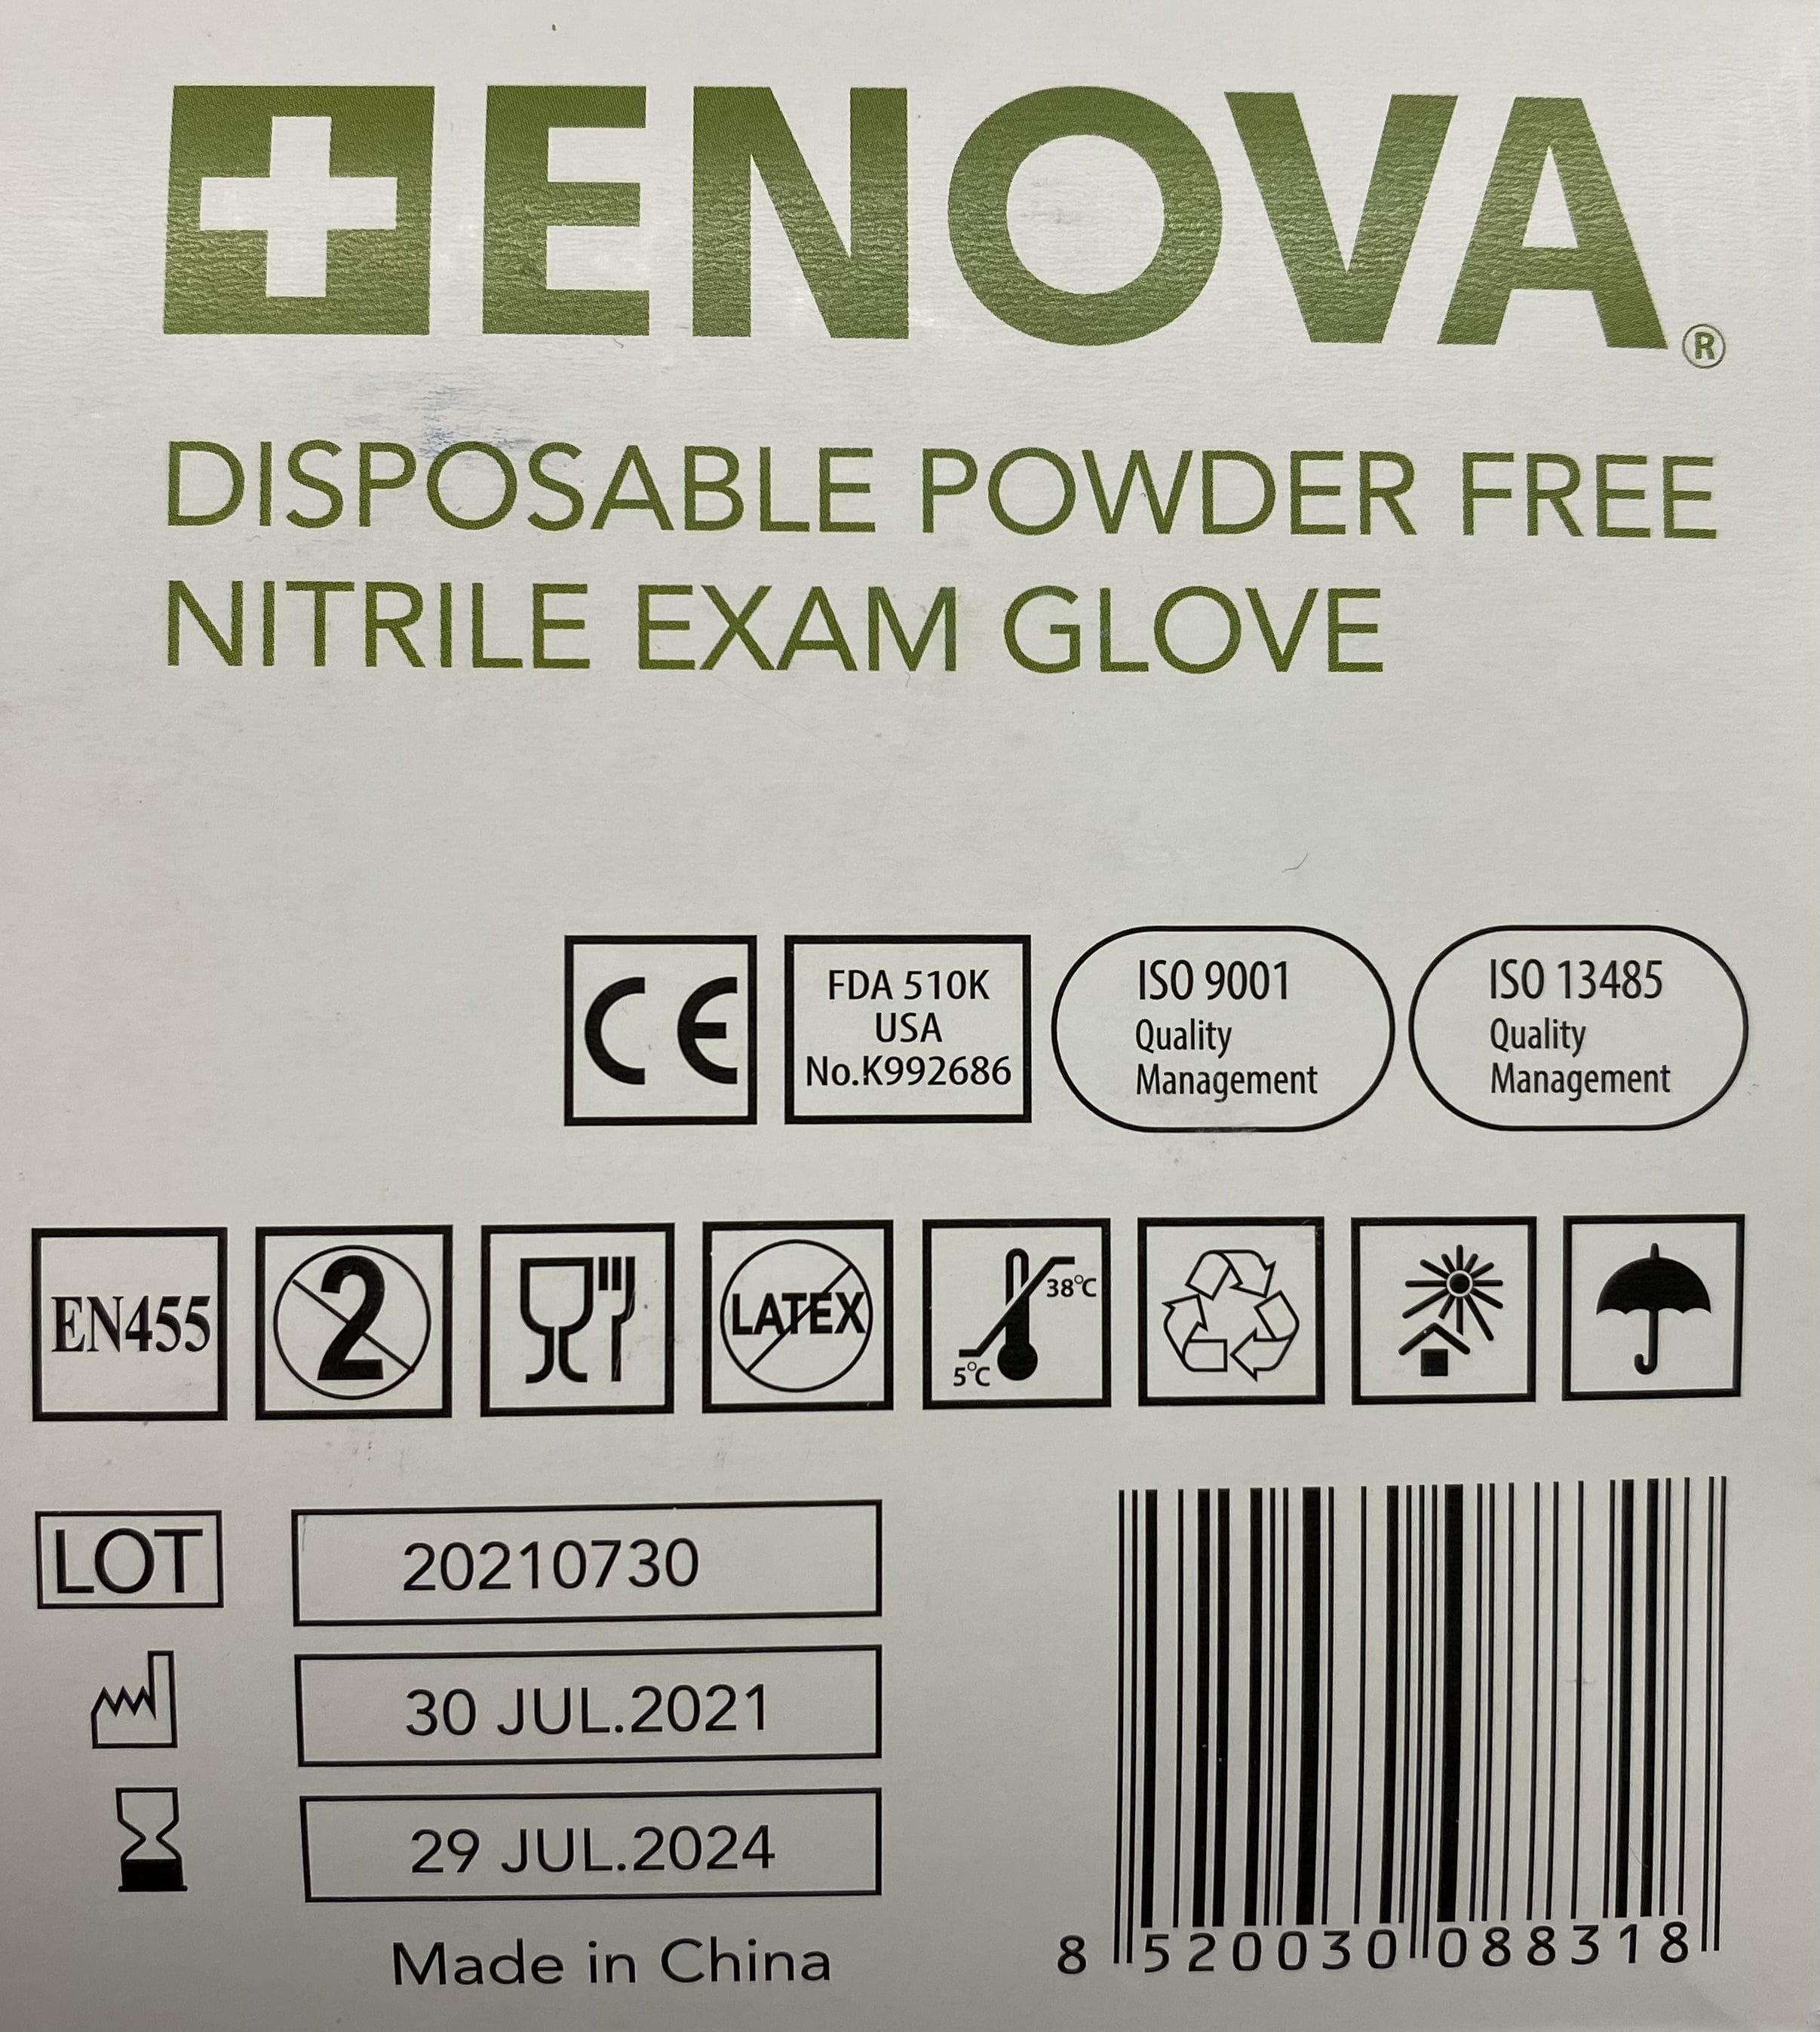 ENOVA®
DISPOSABLE POWDER FREE
NITRILE EXAM GLOVE
CE
FDA 510K
USA
No.K992686
ISO 9001
Quality
Management
ISO 13485
Quality
Management
EN455
2
LATEX
38°C
5°C
LOT
20210730
30 JUL.2021
29 JUL.2024
Made in China
8 520030 088318